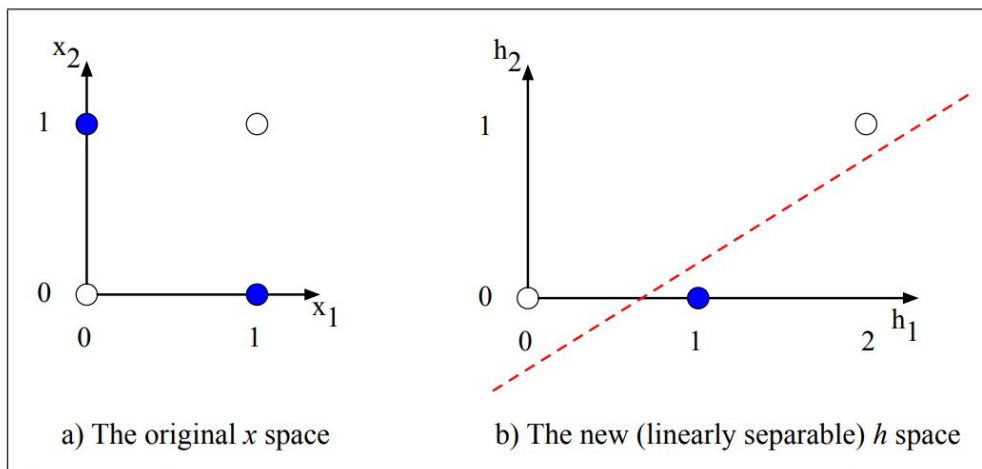 x2
1
0
0
1
x1
a) The original x space
h2
1
0
0
1
2
h1
b) The new (linearly separable) h space